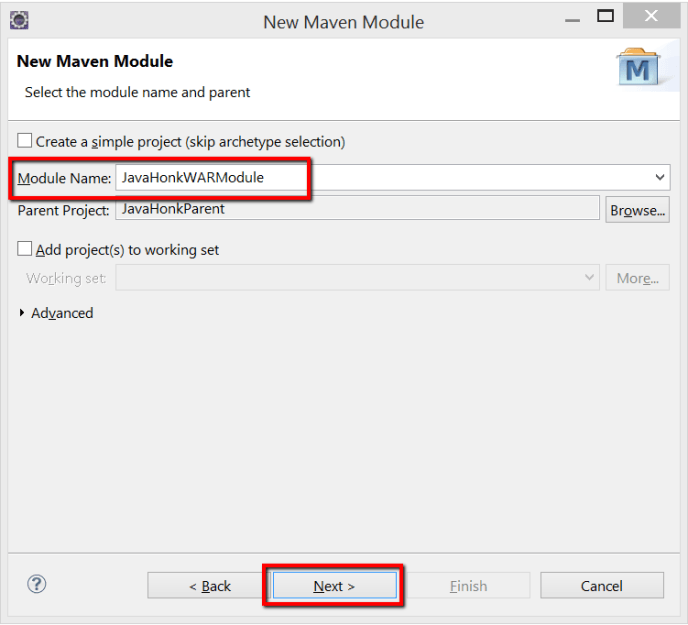 New Maven Module
New Maven Module
Select the module name and parent
M
Create a simple project (skip archetype selection)
Module Name: JavaHonkWARModule
Parent Project: JavaHonkParent Browse...
Add project(s) to working set
Working set: More...
Advanced
? < Back Next > Finish Cancel